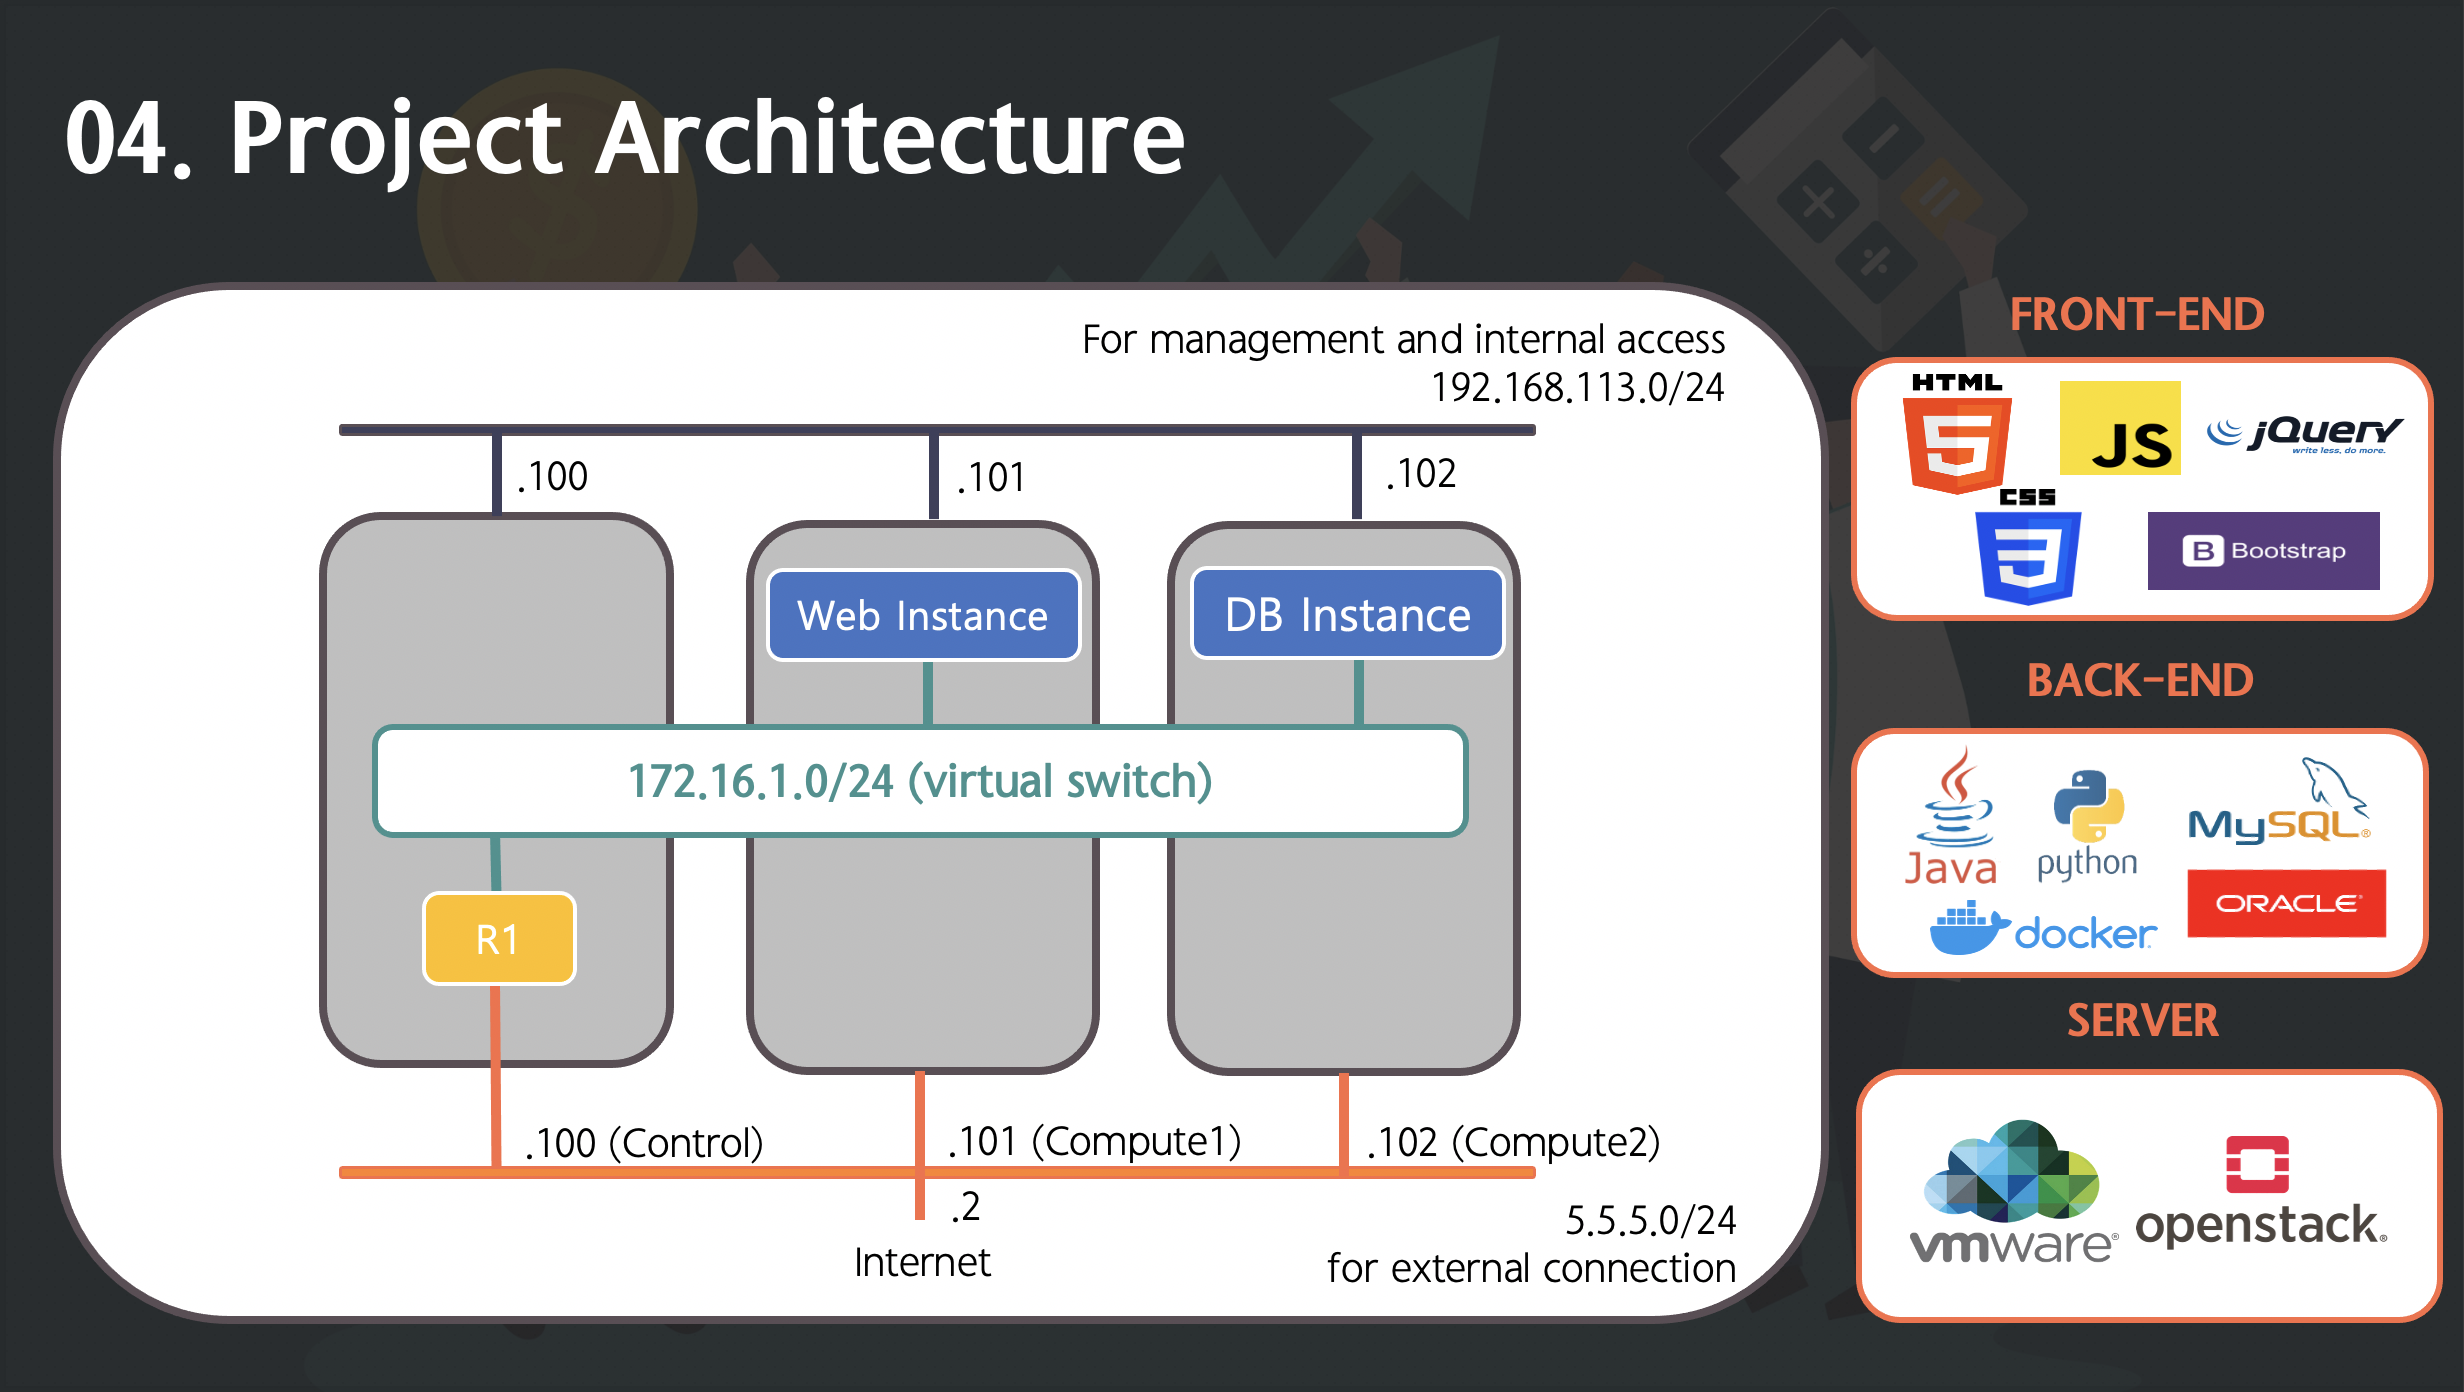 04. Project Architecture
For management and internal access
192.168.113.0/24
.100
.101
.102
Web Instance
DB Instance
172.16.1.0/24 (virtual switch)
R1
.100 (Control)
.101 (Compute1)
.102 (Compute2)
.2
Internet
5.5.5.0/24
for external connection
FRONT-END
HTML
5
JS
jQuery
write less, do more.
CSS
3
B Bootstrap
BACK-END
Java
python
MySQL®
ORACLE®
docker
SERVER
vmware®
openstack®